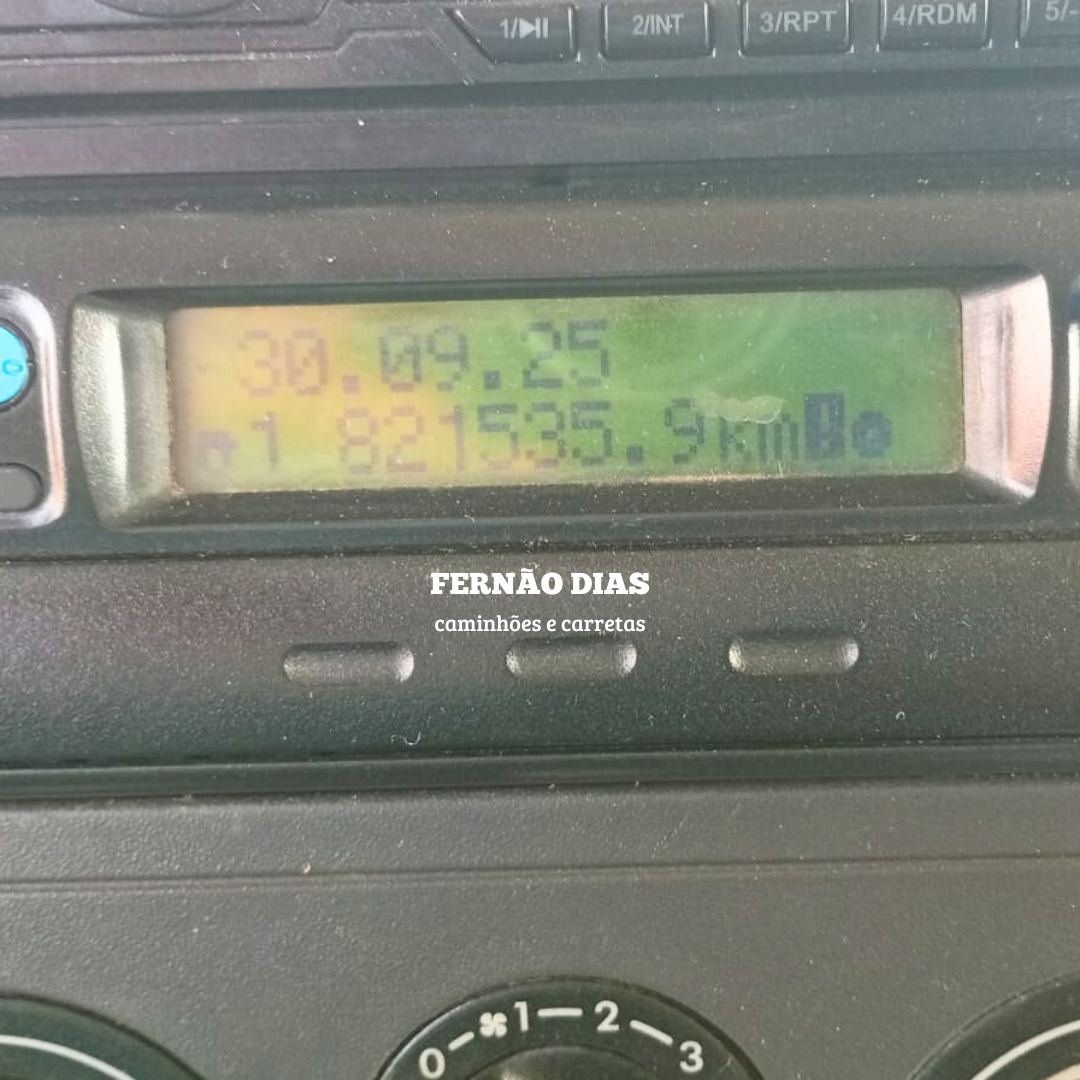 1/▶II
2/INT
3/RPT
4/RDM
5/-
30.09.25
1 821535.9km
FERNÃO DIAS
caminhões e carretas
0 1 2 3